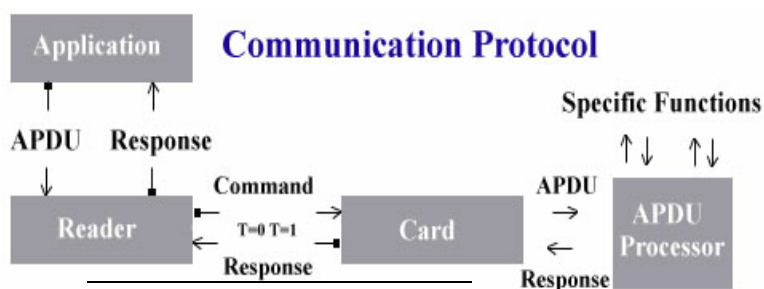 Application
Communication Protocol
Specific Functions
APDU Response
Command
APDU
Reader
T=0 T=1
Card
APDU
Processor
Response
Response